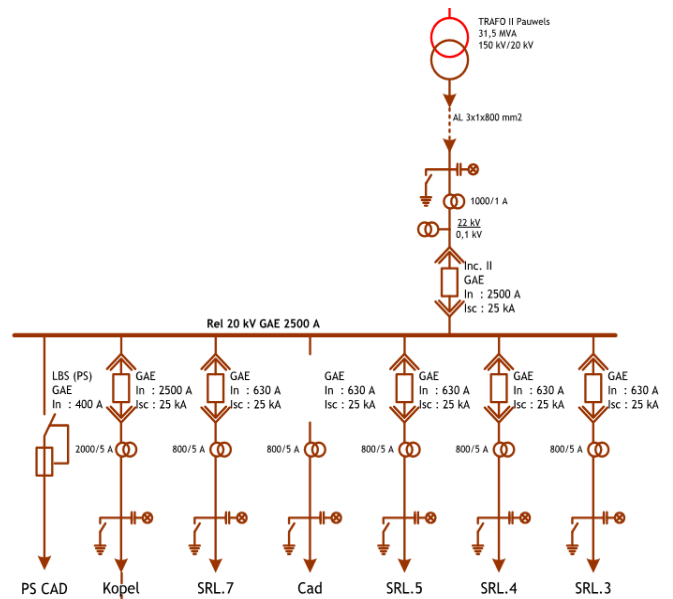 TRAFO II Pauwels
31,5 MVA
150 kV/20 kV
AL 3x1x800 mm2
1000/1 A
22 kV
0,1 kV
Inc. II
GAE
In : 2500 A
Isc : 25 kA
Rel 20 kV GAE 2500 A
LBS (PS)
GAE
In : 400 A
GAE
In : 2500 A
Isc : 25 kA
2000/5 A
GAE
In : 630 A
Isc : 25 kA
800/5 A
GAE
In : 630 A
Isc : 25 kA
800/5 A
GAE
In : 630 A
Isc : 25 kA
800/5 A
GAE
In : 630 A
Isc : 25 kA
800/5 A
GAE
In : 630 A
Isc : 25 kA
800/5 A
PS CAD
Kopel
SRL.7
Cad
SRL.5
SRL.4
SRL.3